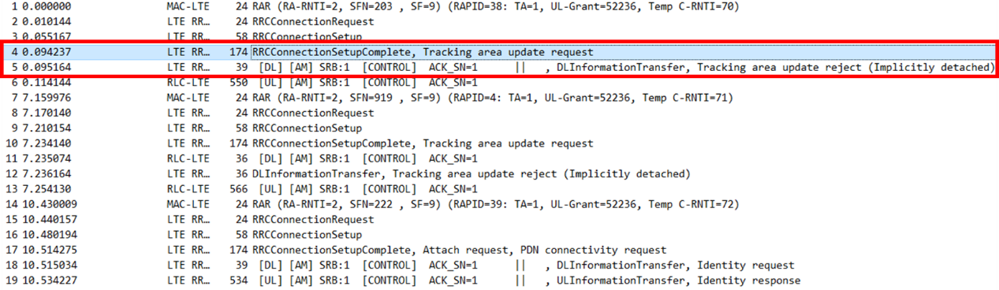 1 0.000000 MAC-LTE 24 RAR (RA-RNTI=2, SFN=203 , SF=9) (RAPID=38: TA=1, UL-Grant=52236, Temp C-RNTI=70)
2 0.010144 LTE RR… 24 RRCConnectionRequest
3 0.055167 LTE RR… 58 RRCConnectionSetup
4 0.094237 LTE RR… 174 RRCConnectionSetupComplete, Tracking area update request
5 0.095164 LTE RR… 39 [DL] [AM] SRB:1 [CONTROL] ACK_SN=1 || , DLInformationTransfer, Tracking area update reject (Implicitly detached)
6 0.114144 RLC-LTE 550 [UL] [AM] SRB:1 [CONTROL] ACK_SN=1
7 7.159976 MAC-LTE 24 RAR (RA-RNTI=2, SFN=919 , SF=9) (RAPID=4: TA=1, UL-Grant=52236, Temp C-RNTI=71)
8 7.170140 LTE RR… 24 RRCConnectionRequest
9 7.210154 LTE RR… 58 RRCConnectionSetup
10 7.234140 LTE RR… 174 RRCConnectionSetupComplete, Tracking area update request
11 7.235074 RLC-LTE 36 [DL] [AM] SRB:1 [CONTROL] ACK_SN=1
12 7.236164 LTE RR… 36 DLInformationTransfer, Tracking area update reject (Implicitly detached)
13 7.254130 RLC-LTE 566 [UL] [AM] SRB:1 [CONTROL] ACK_SN=1
14 10.430009 MAC-LTE 24 RAR (RA-RNTI=2, SFN=222 , SF=9) (RAPID=39: TA=1, UL-Grant=52236, Temp C-RNTI=72)
15 10.440157 LTE RR… 24 RRCConnectionRequest
16 10.480194 LTE RR… 58 RRCConnectionSetup
17 10.514275 LTE RR… 174 RRCConnectionSetupComplete, Attach request, PDN connectivity request
18 10.515034 LTE RR… 39 [DL] [AM] SRB:1 [CONTROL] ACK_SN=1 || , DLInformationTransfer, Identity request
19 10.534227 LTE RR… 534 [UL] [AM] SRB:1 [CONTROL] ACK_SN=1 || , ULInformationTransfer, Identity response